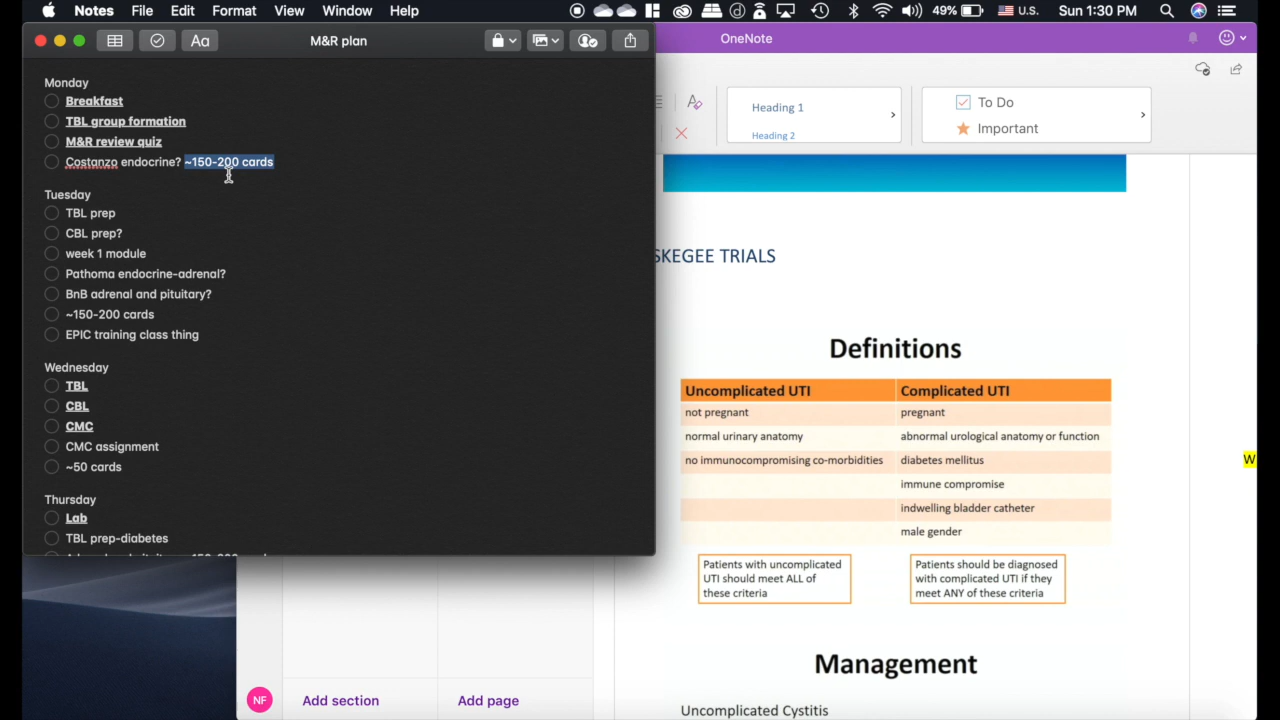 Notes File Edit Format View Window Help 49% U.S. Sun 1:30 PM
Aa M&R plan
OneNote
Monday
Breakfast
TBL group formation
M&R review quiz
Costanzo endocrine? ~150-200 cards
Tuesday
TBL prep
CBL prep?
week 1 module
Pathoma endocrine-adrenal?
BnB adrenal and pituitary?
~150-200 cards
EPIC training class thing
Wednesday
TBL
CBL
CMC
CMC assignment
~50 cards
Thursday
Lab
TBL prep-diabetes
Heading 1
Heading 2
To Do
Important
SKEGEE TRIALS
Definitions
Uncomplicated UTI Complicated UTI
not pregnant pregnant
normal urinary anatomy abnormal urological anatomy or function
no immunocompromising co-morbidities diabetes mellitus
immune compromise
indwelling bladder catheter
male gender
Patients with uncomplicated
UTI should meet ALL of
these criteria
Patients should be diagnosed
with complicated UTI if they
meet ANY of these criteria
W
Management
Uncomplicated Cystitis
NF Add section Add page